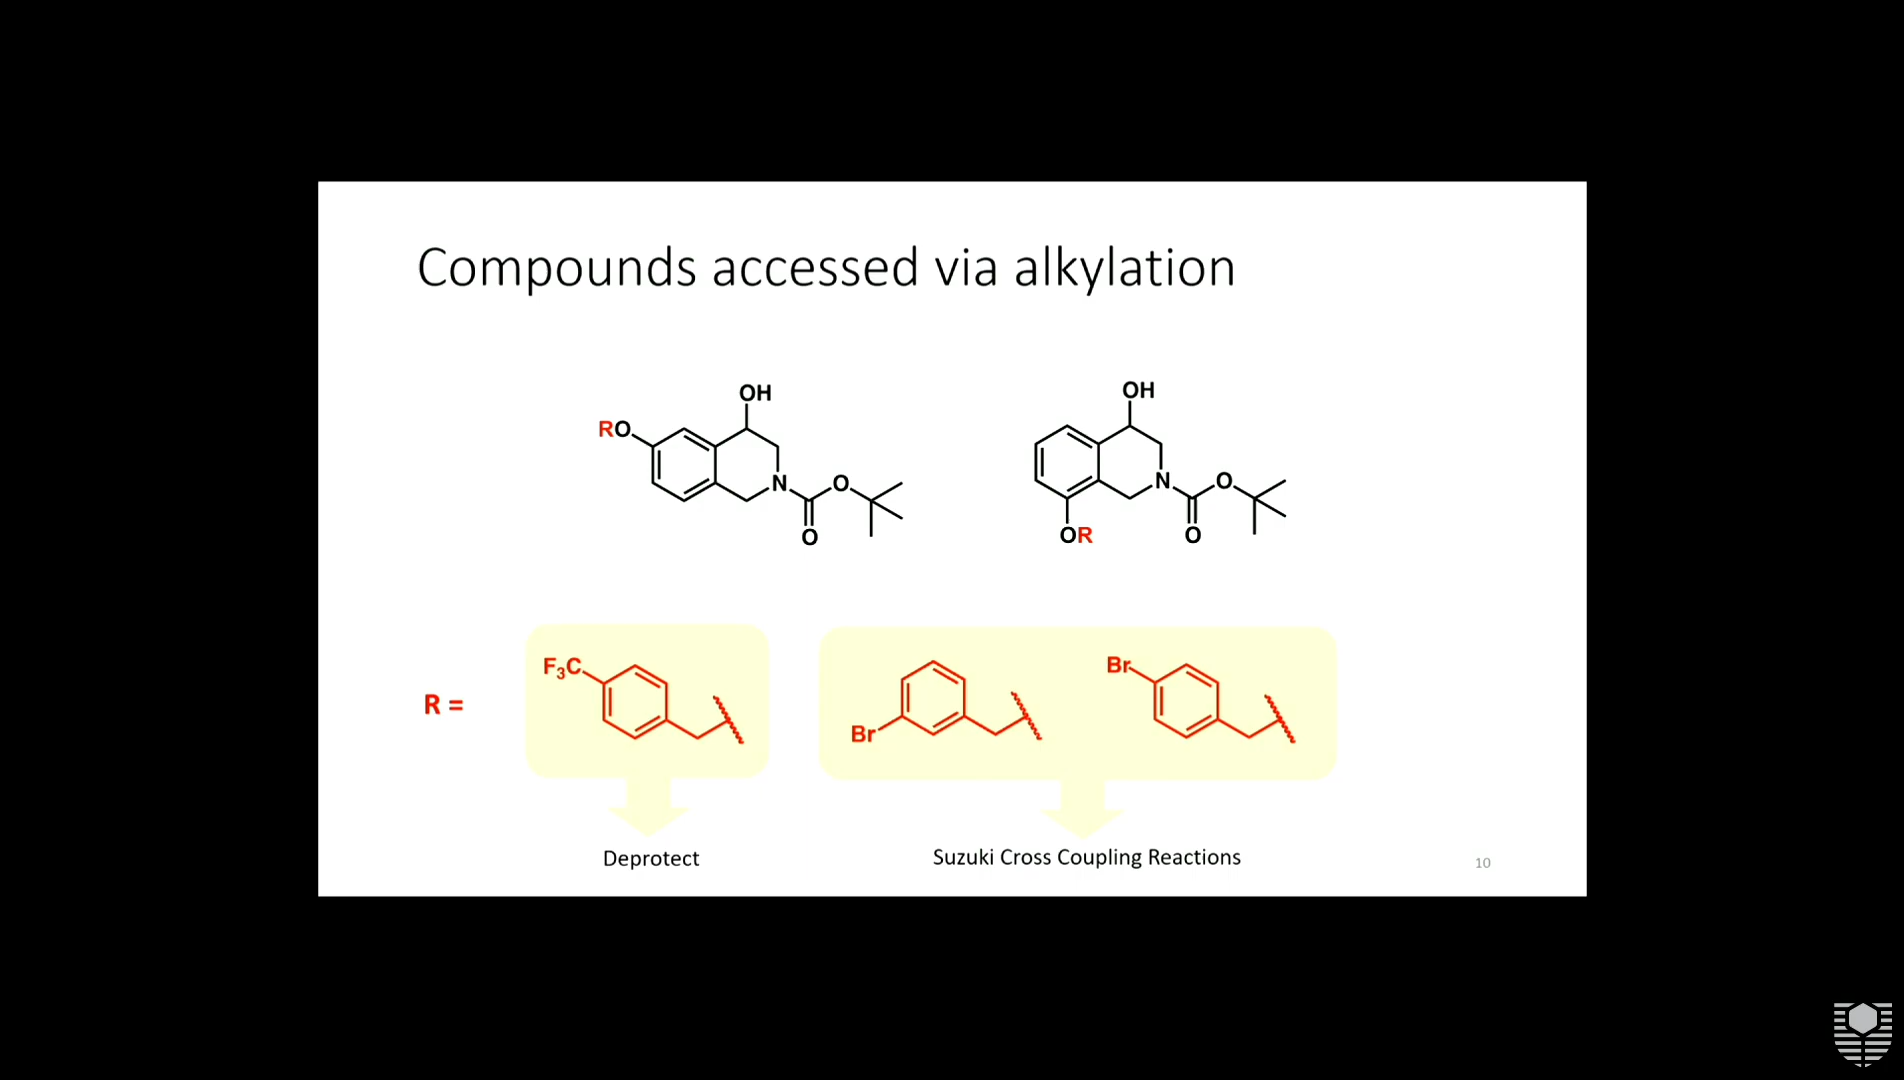 Compounds accessed via alkylation
OH
RO
N
O
O
OH
N
O
O
OR
R =
F3C
Br
Br
Deprotect
Suzuki Cross Coupling Reactions
10